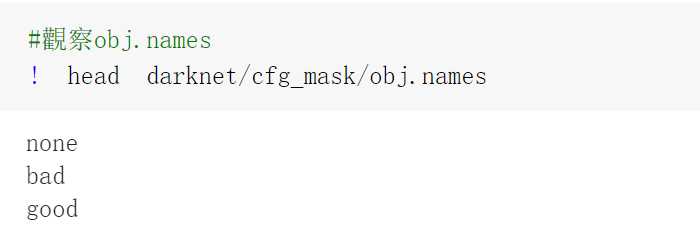 #觀察obj.names
!  head  darknet/cfg_mask/obj.names
none
bad
good